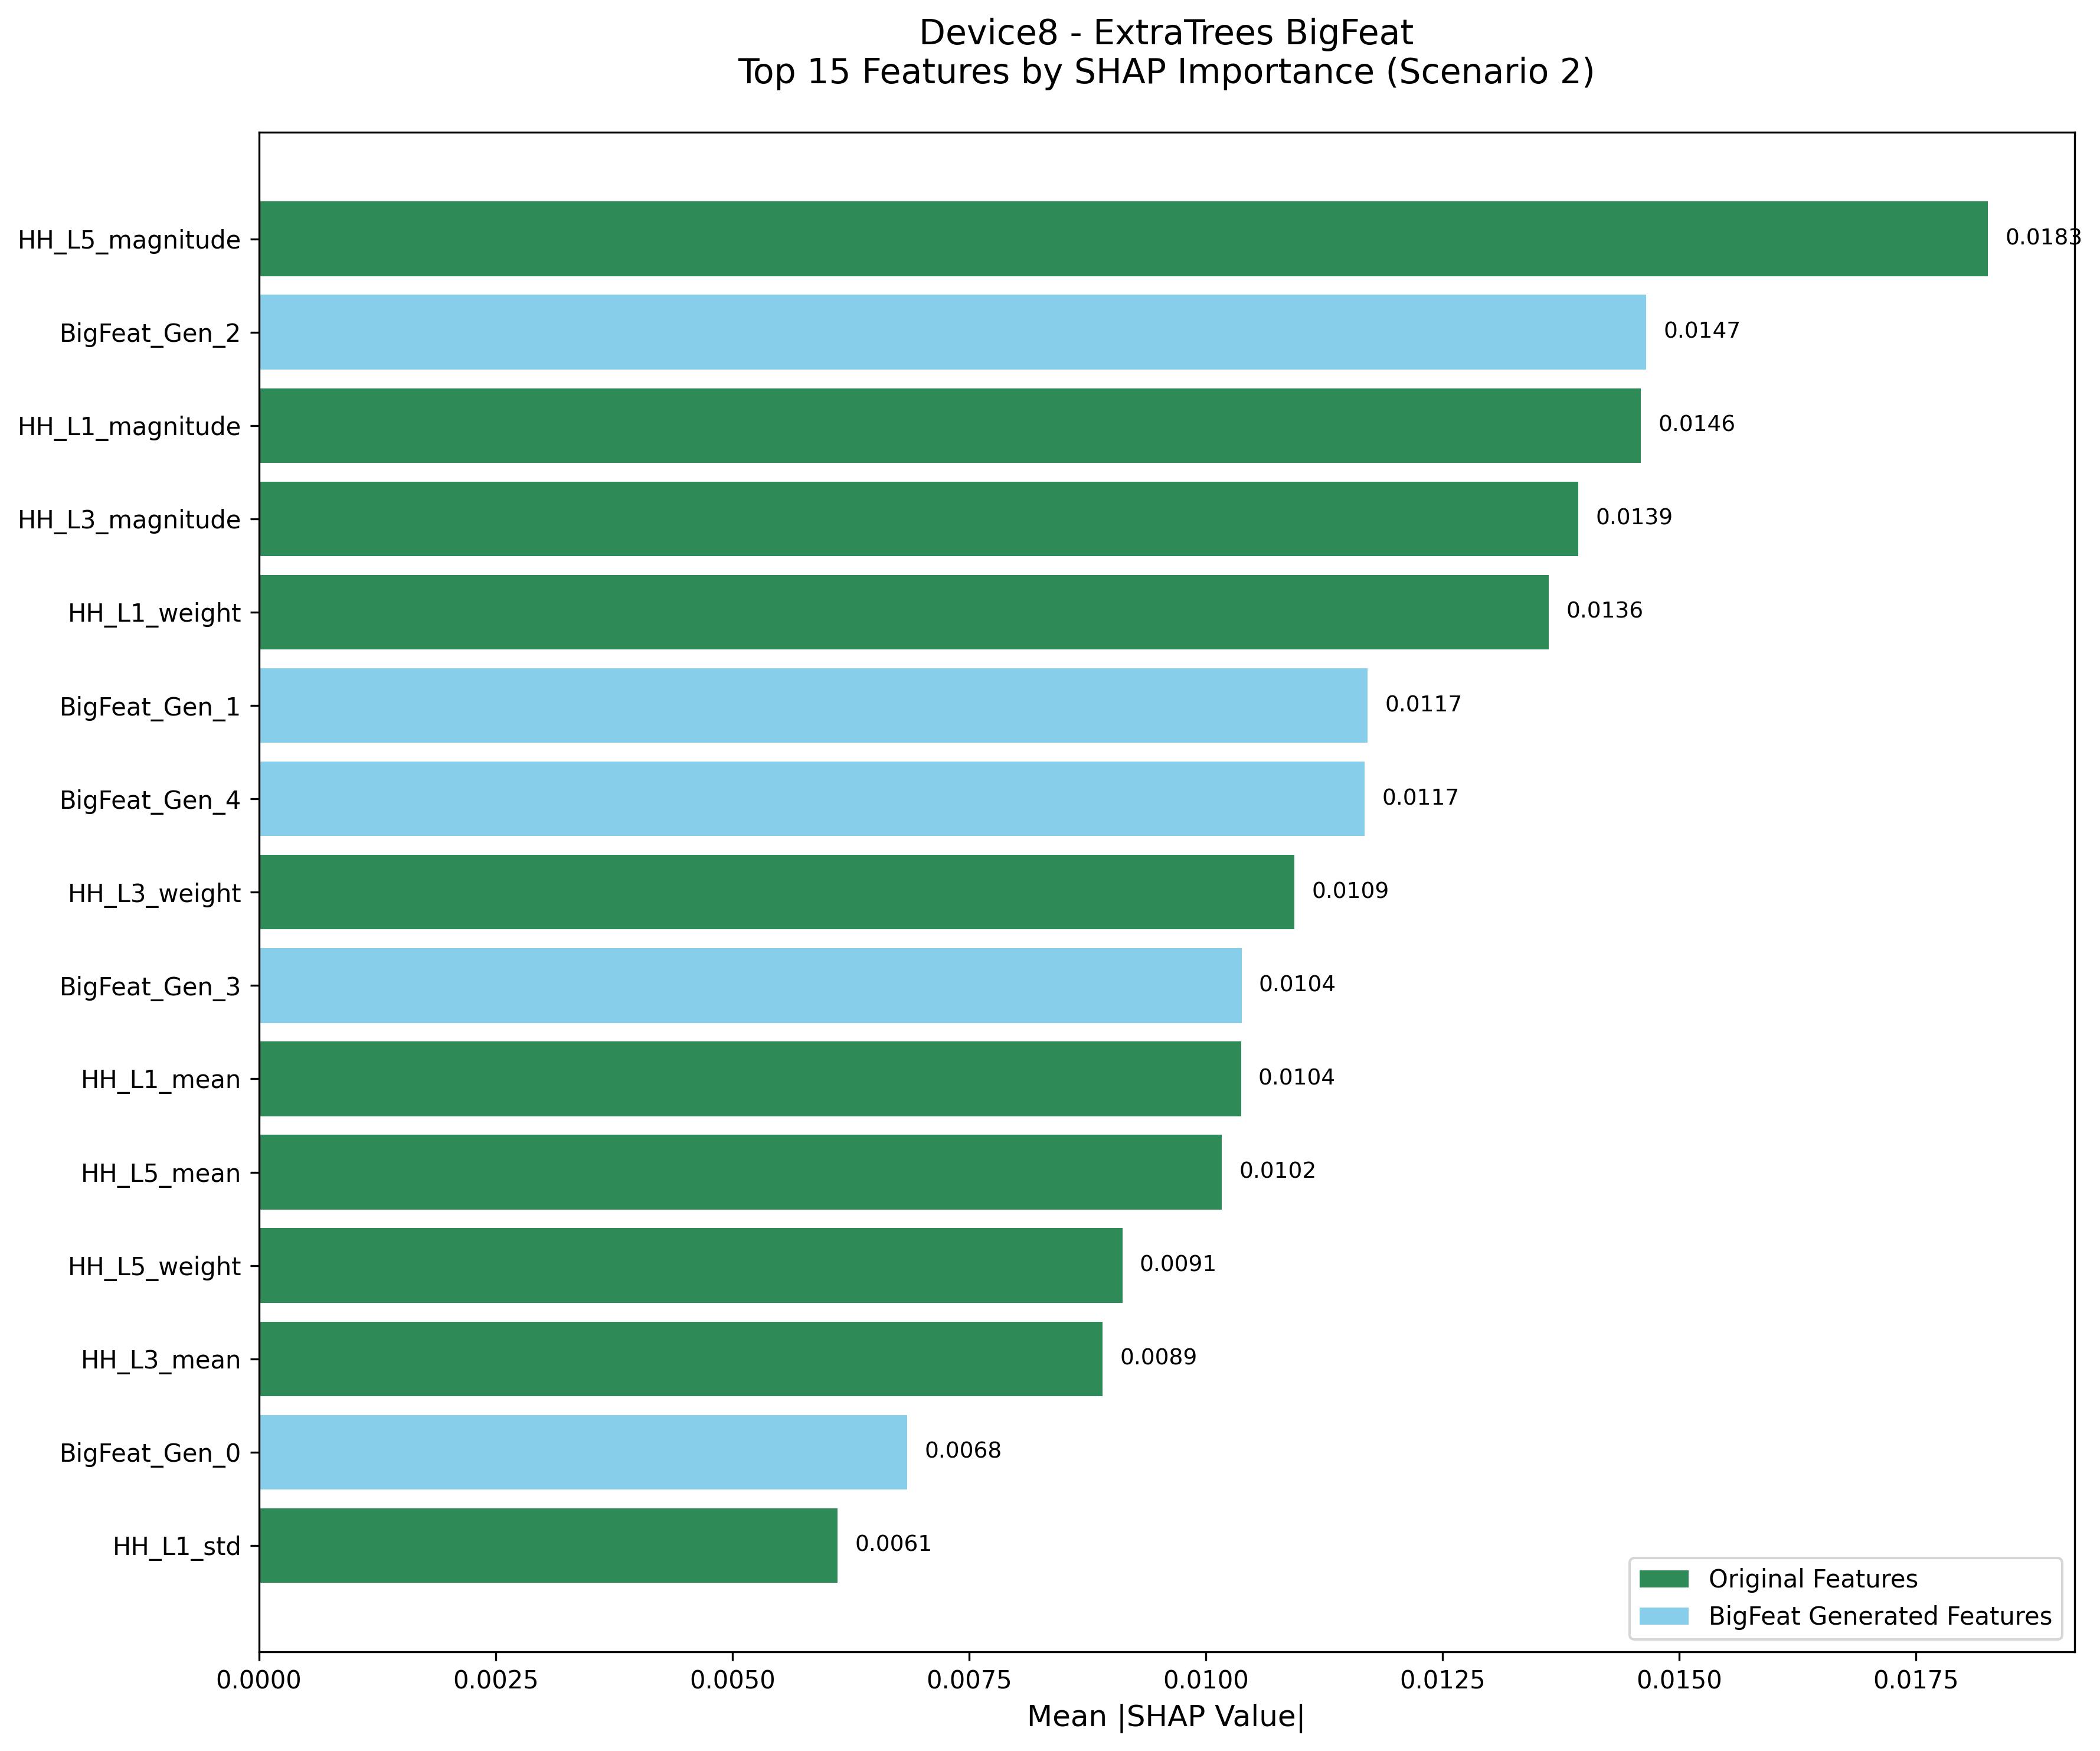 Device8 - ExtraTrees BigFeat
Top 15 Features by SHAP Importance (Scenario 2)
HH_L5_magnitude 0.0183
BigFeat_Gen_2 0.0147
HH_L1_magnitude 0.0146
HH_L3_magnitude 0.0139
HH_L1_weight 0.0136
BigFeat_Gen_1 0.0117
BigFeat_Gen_4 0.0117
HH_L3_weight 0.0109
BigFeat_Gen_3 0.0104
HH_L1_mean 0.0104
HH_L5_mean 0.0102
HH_L5_weight 0.0091
HH_L3_mean 0.0089
BigFeat_Gen_0 0.0068
HH_L1_std 0.0061
Original Features
BigFeat Generated Features
0.0000 0.0025 0.0050 0.0075 0.0100 0.0125 0.0150 0.0175
Mean |SHAP Value|